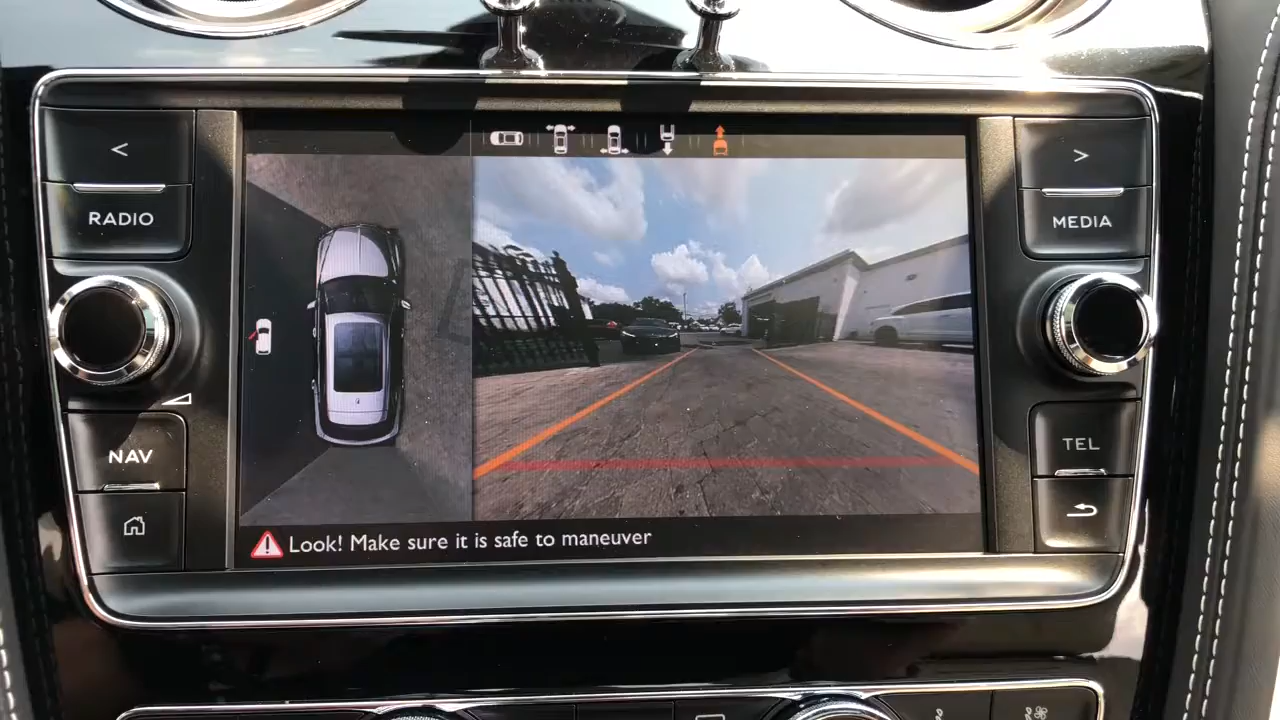 <
RADIO
NAV
>
MEDIA
TEL
Look! Make sure it is safe to maneuver